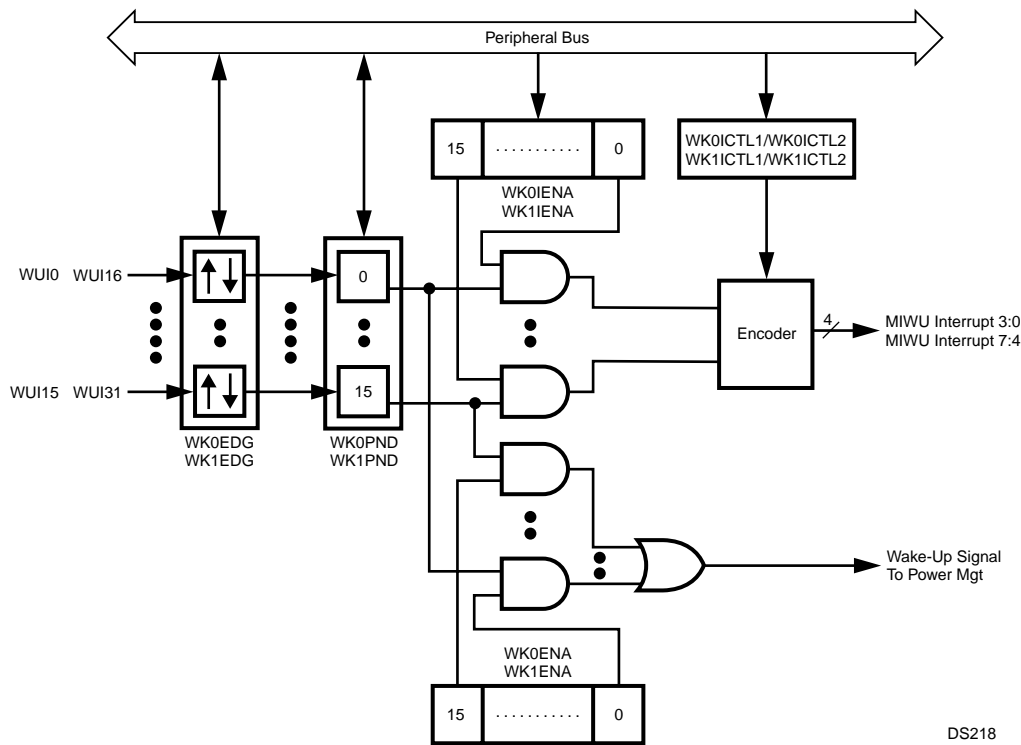 Peripheral Bus
15 ........... 0
WK0ICTL1/WK0ICTL2
WK1ICTL1/WK1ICTL2
WK0IENA
WK1IENA
WUI0 WUI16
0
Encoder
4
MIWU Interrupt 3:0
MIWU Interrupt 7:4
WUI15 WUI31
15
WK0EDG
WK1EDG
WK0PND
WK1PND
Wake-Up Signal
To Power Mgt
WK0ENA
WK1ENA
15 ........... 0
DS218